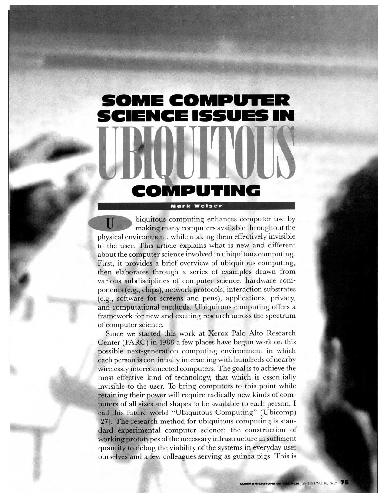 SOME COMPUTER
SCIENCE ISSUES IN
UBIQUITOUS
COMPUTING
Mark Weiser
Ubiquitous computing enhances computer use by
making many computers available throughout the
physical environment, while making them effectively invisible
to the user. This article explains what is new and different
about the computer science involved in ubiquitous computing.
First, it provides a brief overview of ubiquitous computing,
then elaborates through a series of examples drawn from
various subdisciplines of computer science: hardware com-
ponents (e.g., chips), network protocols, interaction substrates
(e.g., software for screens and pens), applications, privacy,
and computational methods. Ubiquitous computing offers a
framework for new and exciting research across the spectrum
of computer science.
Since we started this work at Xerox Palo Alto Research
Center (PARC) in 1988 a few places have begun work on this
possible next-generation computing environment in which
each person is continually interacting with hundreds of nearby
wirelessly interconnected computers. The goal is to achieve the
most effective kind of technology, that which is essentially
invisible to the user. To bring computers to this point while
retaining their power will require radically new kinds of com-
puters of all sizes and shapes to be available to each person. I
call this future world "Ubiquitous Computing" (Ubicomp)
[27]. The research method for ubiquitous computing is stan-
dard experimental computer science: the construction of
working prototypes of the necessary infrastructure in sufficient
quantity to debug the viability of the systems in everyday use;
ourselves and a few colleagues serving as guinea pigs. This is
75